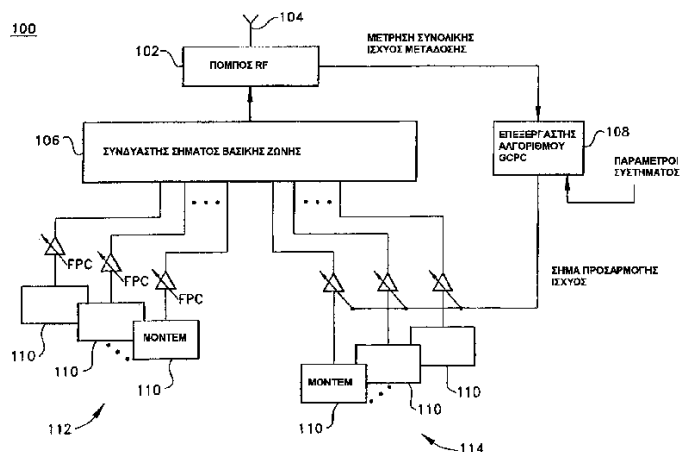 100
104
102
ΠΟΜΠΟΣ RF
ΜΕΤΡΗΣΗ ΣΥΝΟΛΙΚΗΣ
ΙΣΧΥΟΣ ΜΕΤΑΔΟΣΗΣ
106
ΣΥΝΔΥΑΣΤΗΣ ΣΗΜΑΤΟΣ ΒΑΣΙΚΗΣ ΖΩΝΗΣ
ΕΠΕΞΕΡΓΑΣΤΗΣ
ΑΛΓΟΡΙΘΜΟΥ
GCPC
108
ΠΑΡΑΜΕΤΡΟΙ
ΣΥΣΤΗΜΑΤΟΣ
FPC
FPC
FPC
ΣΗΜΑ ΠΡΟΣΑΡΜΟΓΗΣ
ΙΣΧΥΟΣ
110
110
ΜΟΝΤΕΜ
110
112
ΜΟΝΤΕΜ
110
110
110
114